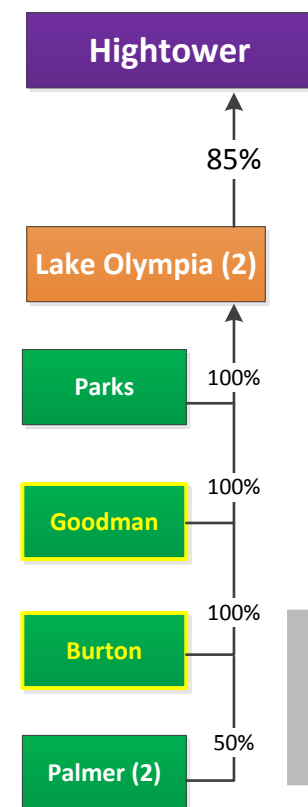 Hightower
85%
Lake Olympia (2)
Parks
100%
Goodman
100%
Burton
100%
Palmer (2)
50%